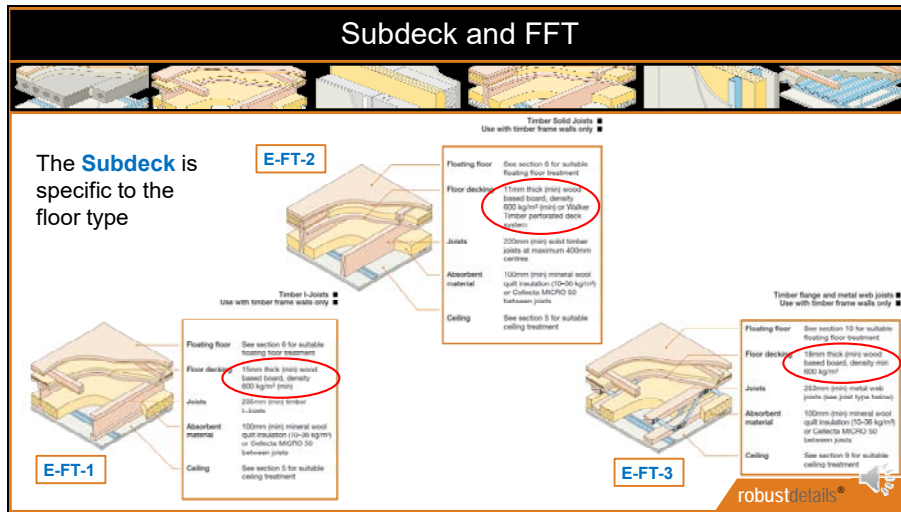 Subdeck and FFT
The Subdeck is
specific to the
floor type
E-FT-2
Timber Solid Joists ■
Use with timber frame walls only ■
Floating floor See section 6 for suitable
floating floor treatment
Floor decking 11mm thick (min) wood
based board, density
600 kg/m³ (min) or Walker
Timber perforated deck
system
Joists 220mm (min) solid timber
joists at maximum 400mm
centres
Absorbent 100mm (min) mineral wool
material quilt insulation (10–36 kg/m³)
or Collecta MICRO 50
between joists
Ceiling See section 5 for suitable
ceiling treatment
Timber I-Joists ■
Use with timber frame walls only ■
Floating floor See section 6 for suitable
floating floor treatment
Floor decking 15mm thick (min) wood
based board, density
600 kg/m³ (min)
Joists (min) timber
I-Joists
Absorbent 100mm (min) mineral wool
material quilt insulation (10–36 kg/m³)
or Collecta MICRO 50
between joists
Ceiling See section 5 for suitable
ceiling treatment
E-FT-1
Timber flange and metal web joists ■
Use with timber frame walls only ■
Floating floor See section 10 for suitable
floating floor treatment
Floor decking 18mm thick (min) wood
based board, density min
600 kg/m³
Joists 253mm (min) metal web
joists (see joist type below)
Absorbent 100mm (min) mineral wool
material quilt insulation (10–36 kg/m³)
or Collecta MICRO 50
between joists
Ceiling See section 9 for suitable
ceiling treatment
E-FT-3
robustdetails®